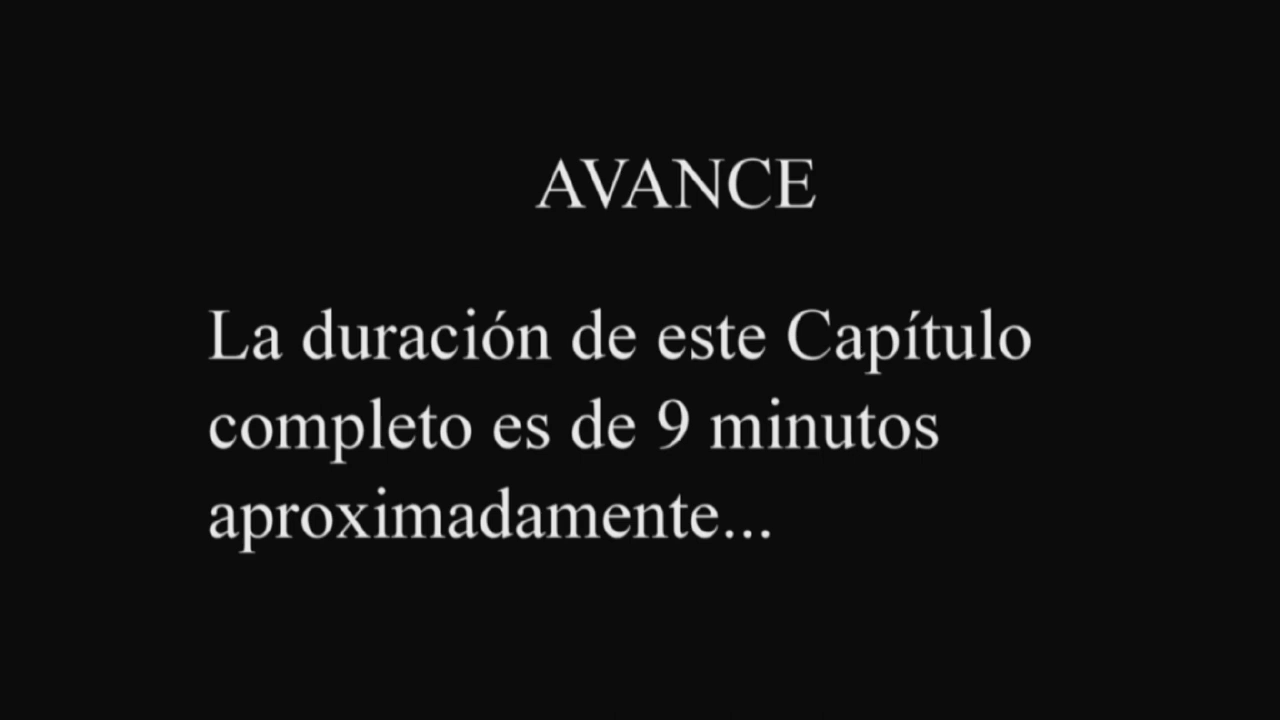 AVANCE
La duración de este Capítulo
completo es de 9 minutos
aproximadamente...